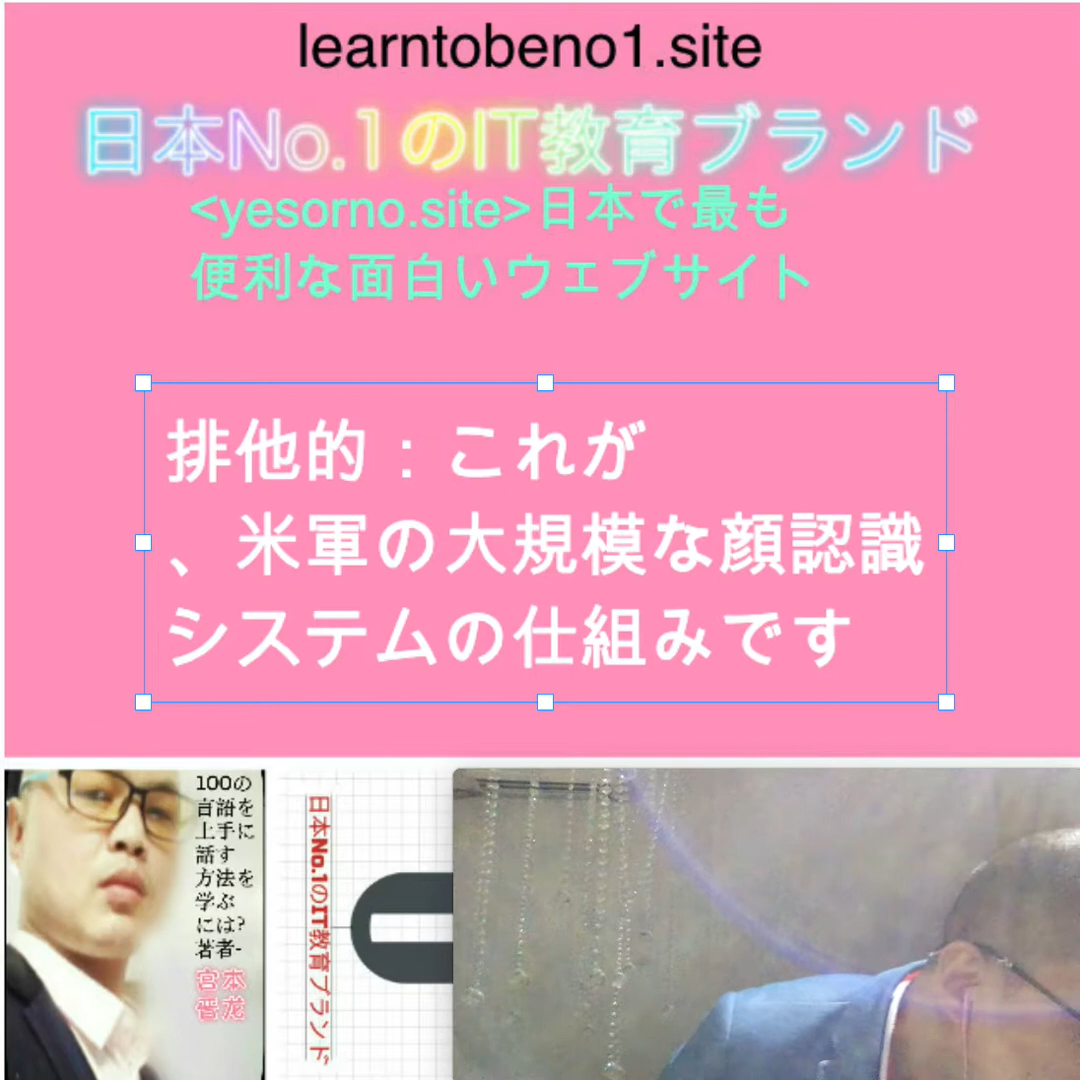 learntobeno1.site
日本No.1のIT教育ブランド
<yesorno.site>日本で最も
便利な面白いウェブサイト
排他的：これが
、米軍の大規模な顔認識
システムの仕組みです
100の
言語を
上手に
話す
方法を
学ぶ
には?
著者-
宮本
晋龙
日本No.1のIT教育ブランド